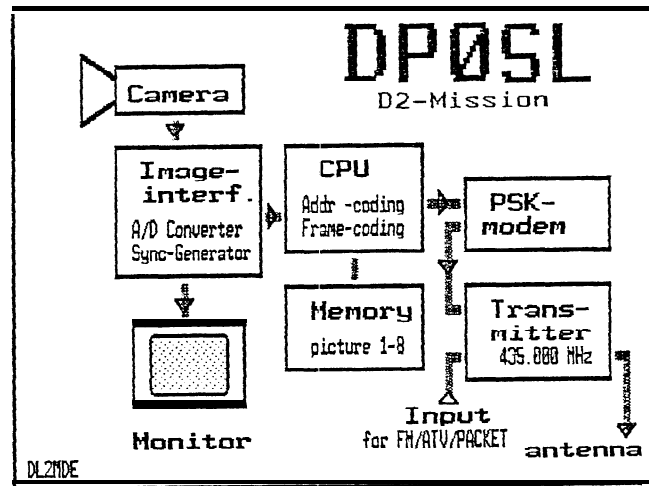 DP0SL
D2-Mission
Camera
Image-
interf.
A/D Converter
Sync-Generator
CPU
Addr -coding
Frame-coding
PSK-
modem
Memory
picture 1-8
Trans-
mitter
435.000 MHz
Monitor
Input
for FM/ATV/PACKET
antenna
DL2MDE